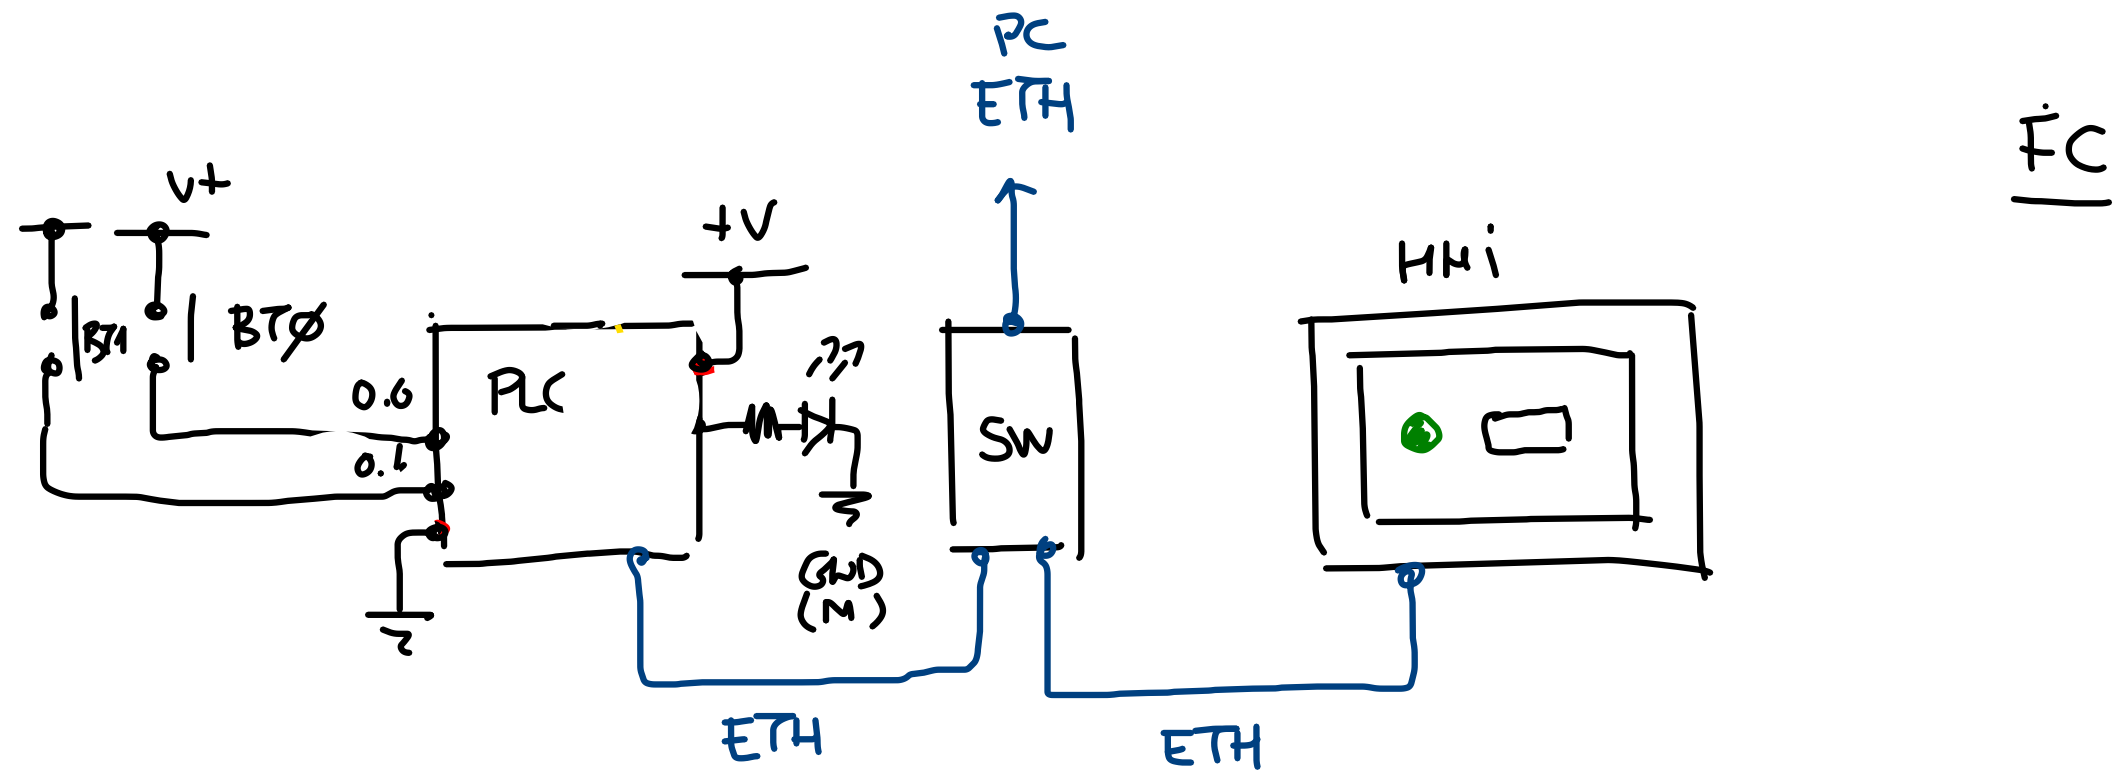 PC
ETH
FC
V+
+V
HMi
BT1
BTØ
0.0
PLC
SW
0.1
GND
(M)
ETH
ETH